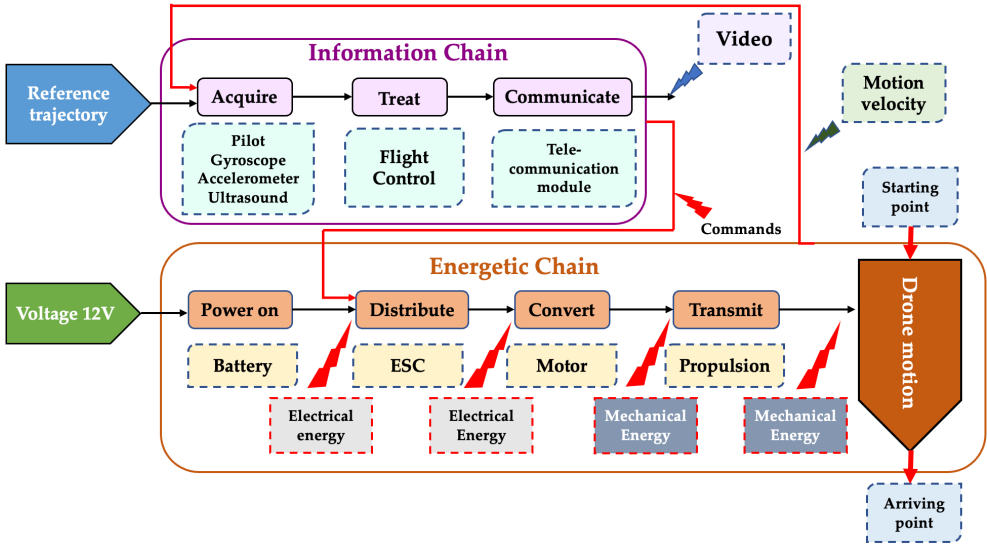 Information Chain
Video
Reference
trajectory
Acquire
Treat
Communicate
Motion
velocity
Pilot
Gyroscope
Accelerometer
Ultrasound
Flight
Control
Tele-
communication
module
Starting
point
Commands
Energetic Chain
Voltage 12V
Power on
Distribute
Convert
Transmit
Drone motion
Battery
ESC
Motor
Propulsion
Electrical
energy
Electrical
Energy
Mechanical
Energy
Mechanical
Energy
Arriving
point